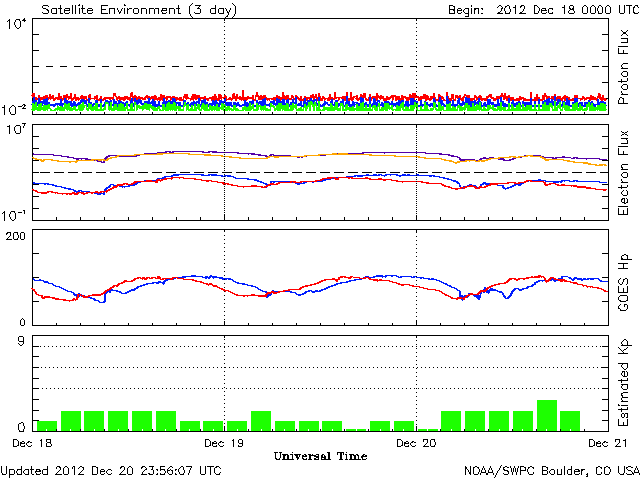 Satellite Environment (3 day)
Begin: 2012 Dec 18 0000 UTC
10⁴
10⁻²
Proton Flux
10⁷
10⁻¹
Electron Flux
200
0
GOES Hp
9
0
Estimated Kp
Dec 18 Dec 19 Dec 20 Dec 21
Universal Time
Updated 2012 Dec 20 23:56:07 UTC
NOAA/SWPC Boulder, CO USA